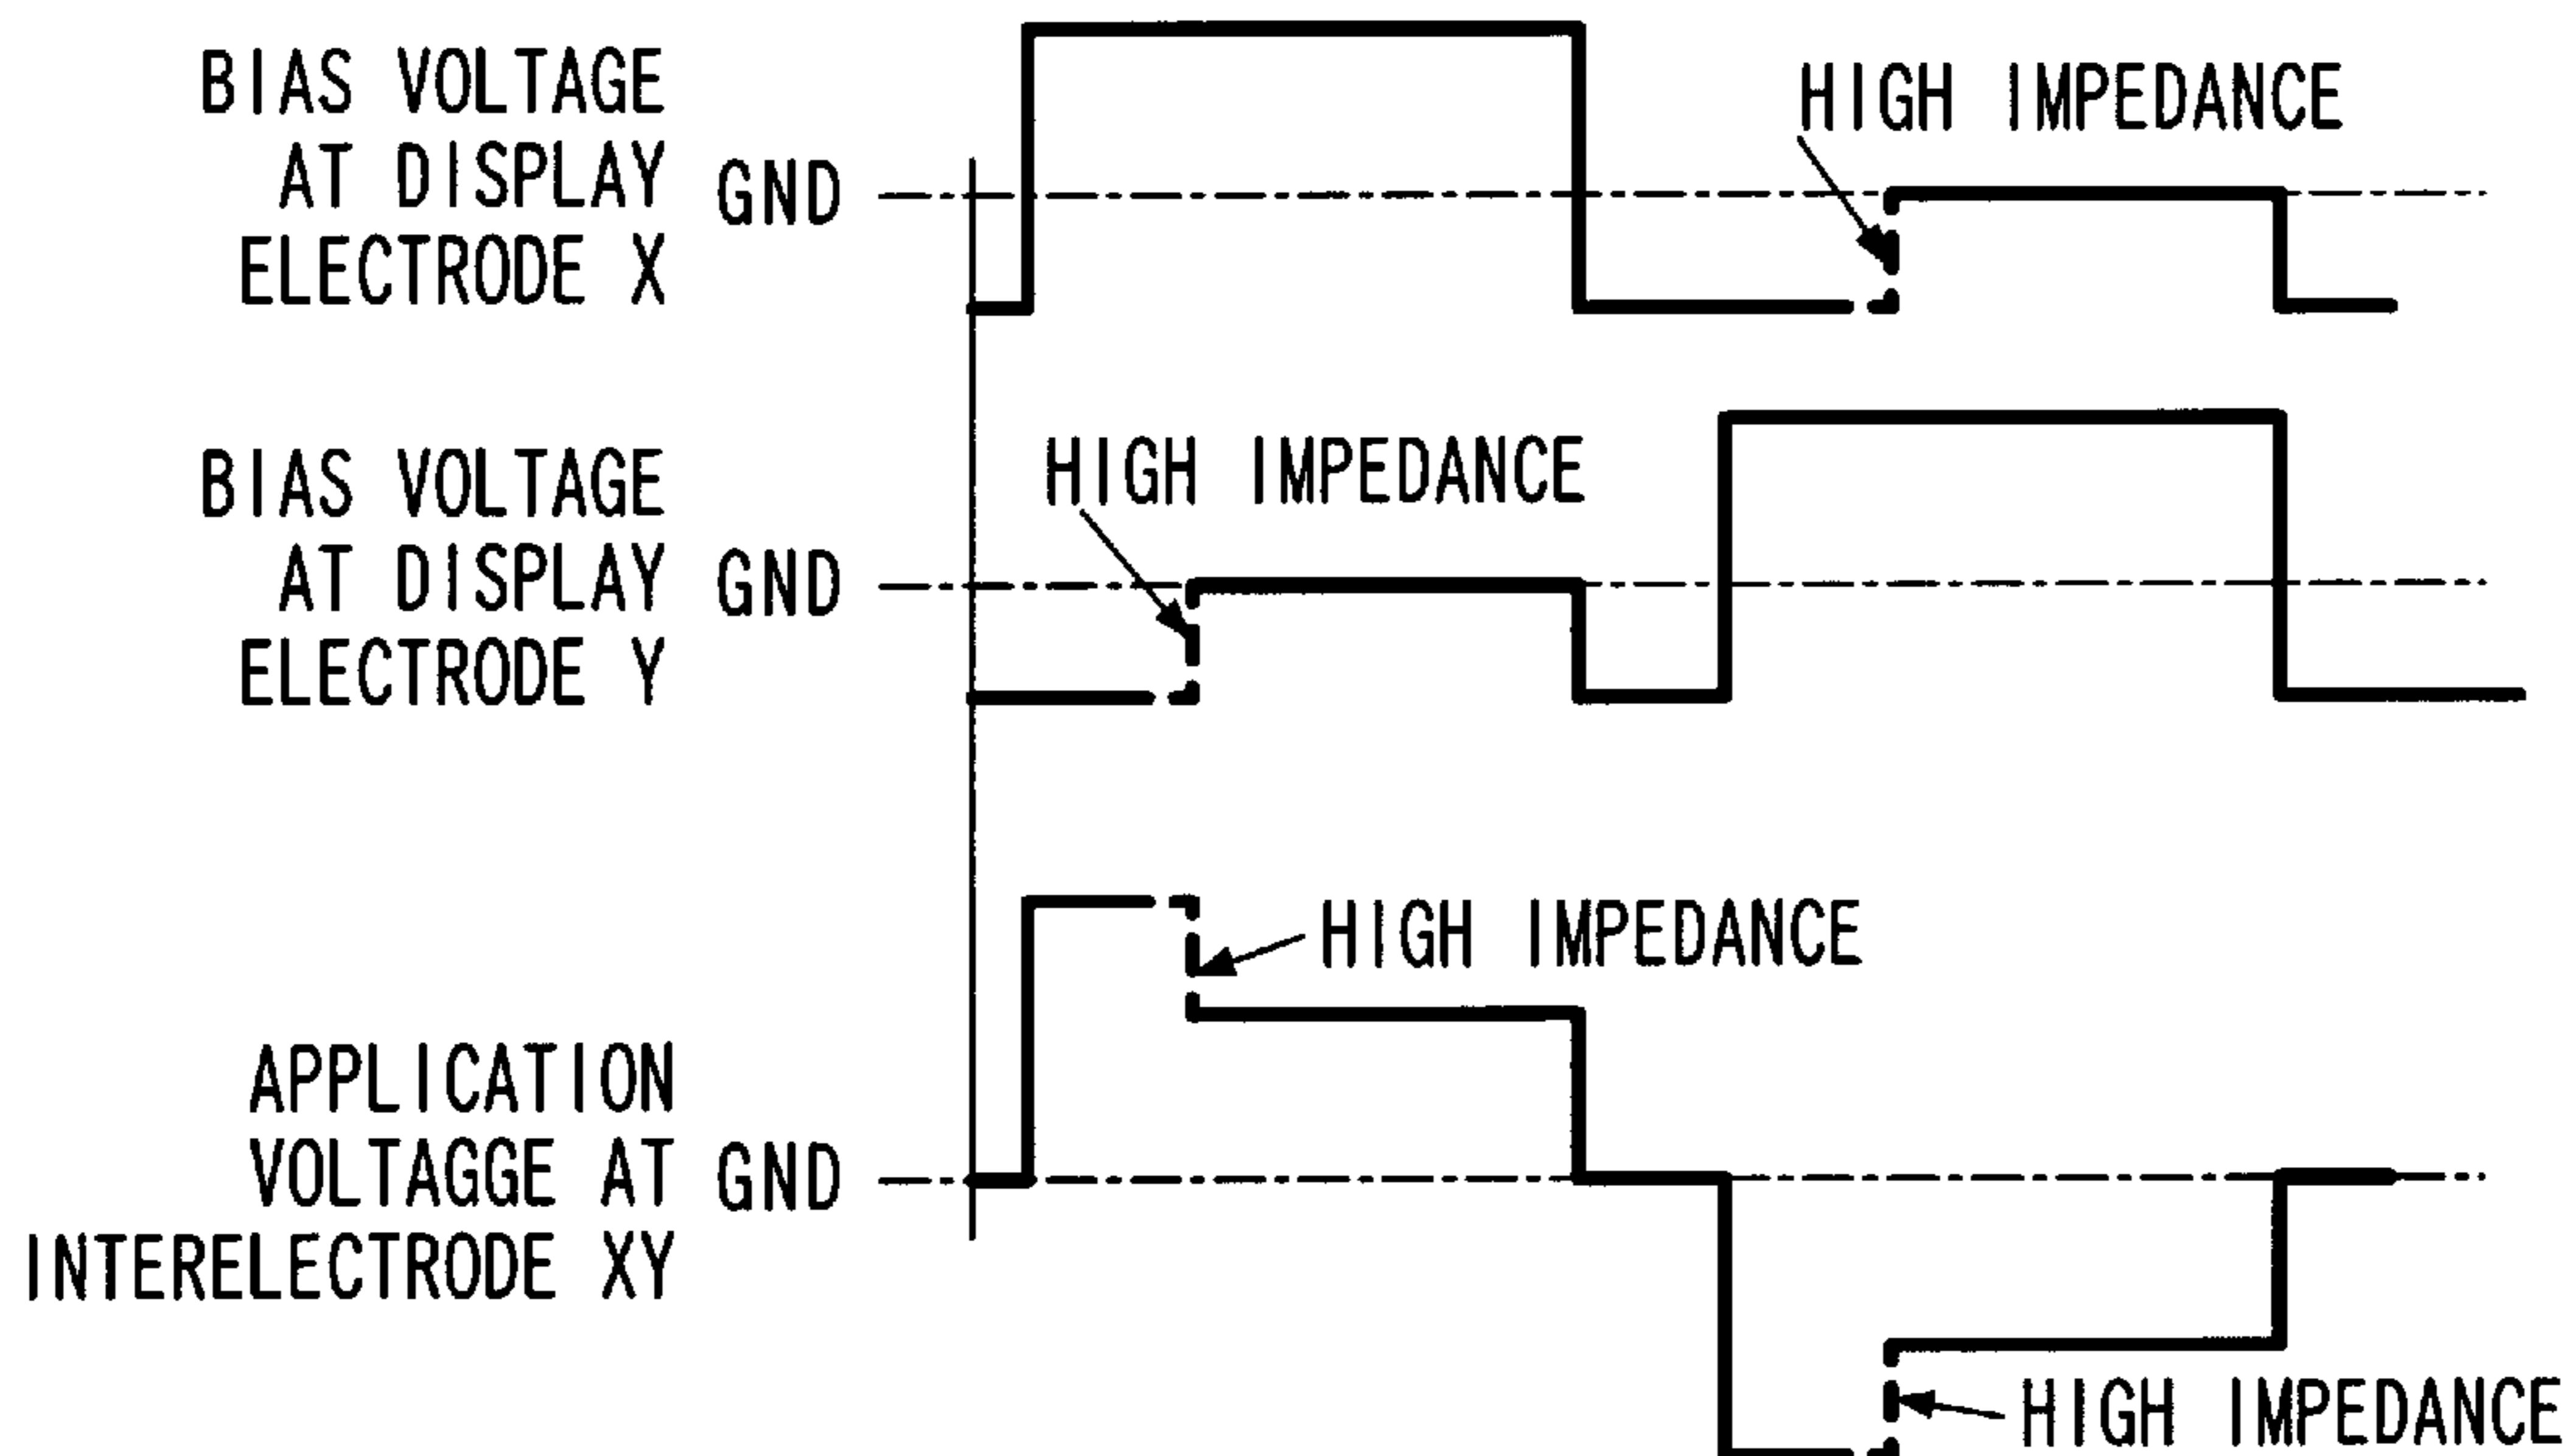 BIAS VOLTAGE
AT DISPLAY
ELECTRODE X
GND
HIGH IMPEDANCE
BIAS VOLTAGE
AT DISPLAY
ELECTRODE Y
GND
HIGH IMPEDANCE
APPLICATION
VOLTAGGE AT
INTERELECTRODE XY
GND
HIGH IMPEDANCE
HIGH IMPEDANCE